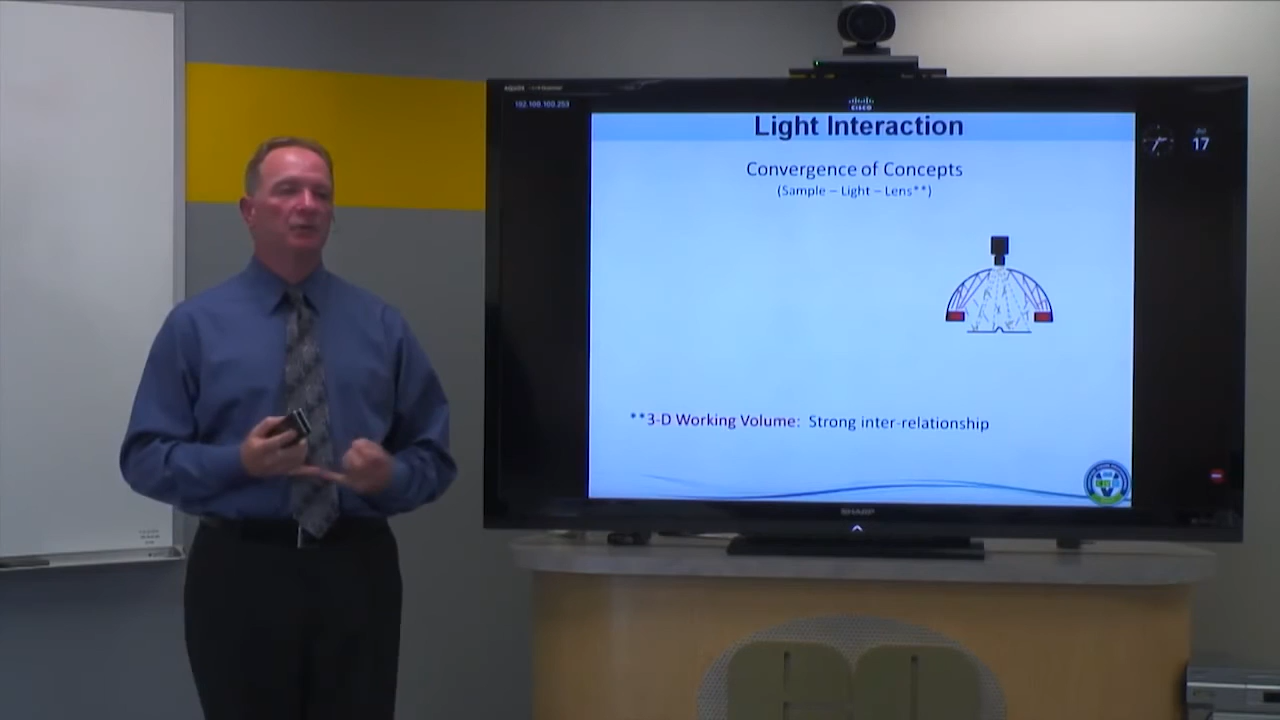 192.168.100.253
CISCO
17
Light Interaction
Convergence of Concepts
(Sample – Light – Lens**)
**3-D Working Volume: Strong inter-relationship
SHARP